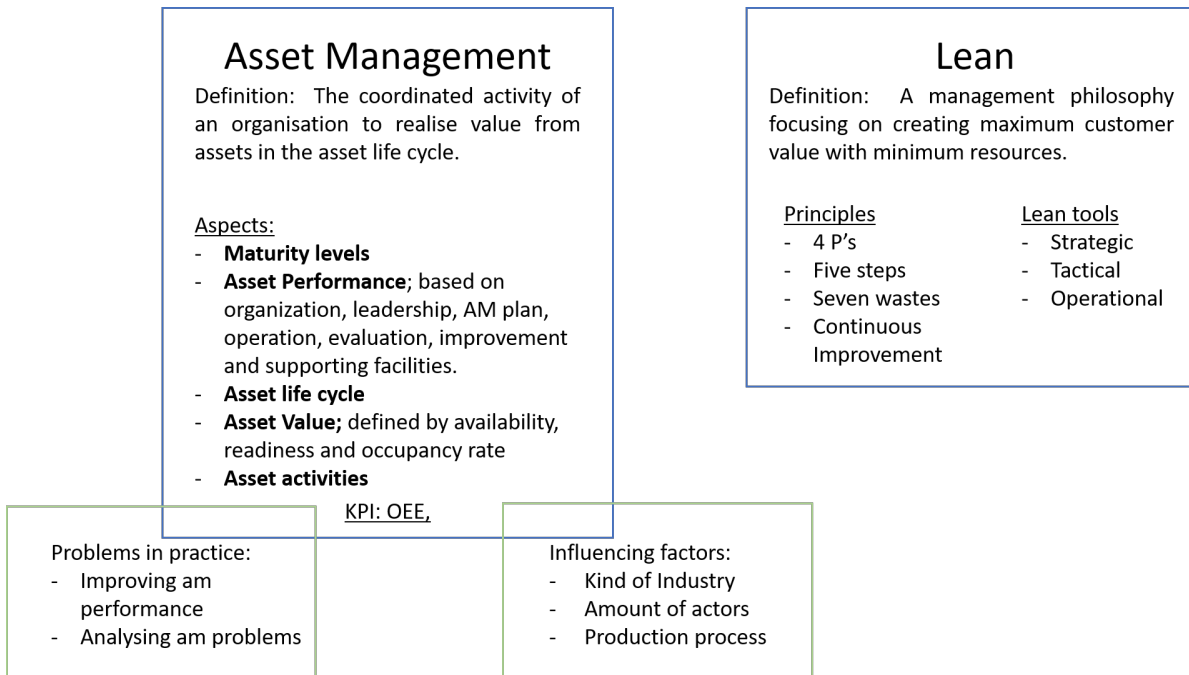 Asset Management
Definition: The coordinated activity of
an organisation to realise value from
assets in the asset life cycle.
Aspects:
- Maturity levels
- Asset Performance; based on
organization, leadership, AM plan,
operation, evaluation, improvement
and supporting facilities.
- Asset life cycle
- Asset Value; defined by availability,
readiness and occupancy rate
- Asset activities
KPI: OEE,
Lean
Definition: A management philosophy
focusing on creating maximum customer
value with minimum resources.
Principles
- 4 P's
- Five steps
- Seven wastes
- Continuous
Improvement
Lean tools
- Strategic
- Tactical
- Operational
Problems in practice:
- Improving am
performance
- Analysing am problems
Influencing factors:
- Kind of Industry
- Amount of actors
- Production process